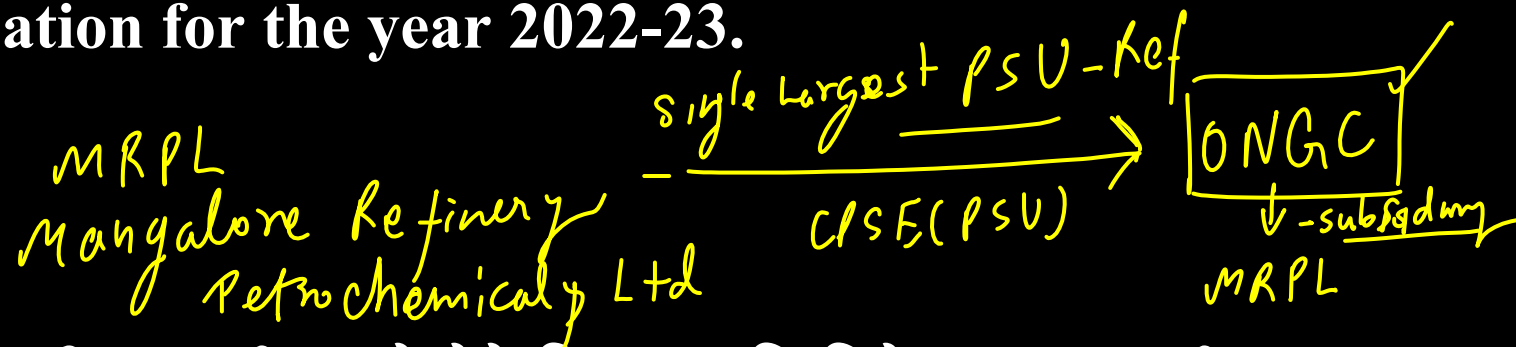 ation for the year 2022-23.
single Largest PSU-Ref
MRPL
ONGC
Mangalore Refinery
CPSE(PSU)
Petrochemicals Ltd
MRPL